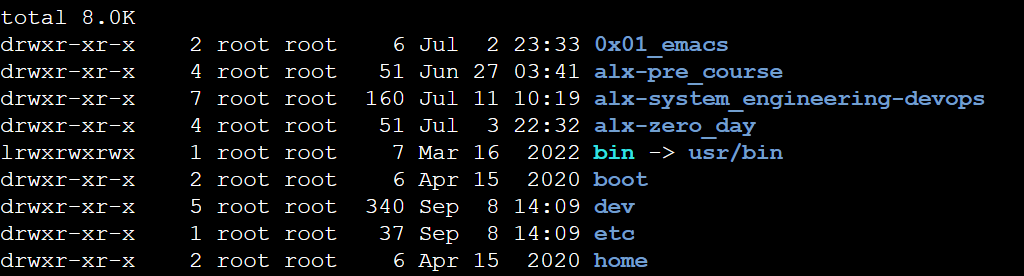 total 8.0K
drwxr-xr-x    2 root root    6 Jul  2 23:33 0x01_emacs
drwxr-xr-x    4 root root   51 Jun 27 03:41 alx-pre_course
drwxr-xr-x    7 root root  160 Jul 11 10:19 alx-system_engineering-devops
drwxr-xr-x    4 root root   51 Jul  3 22:32 alx-zero_day
lrwxrwxrwx    1 root root    7 Mar 16  2022 bin -> usr/bin
drwxr-xr-x    2 root root    6 Apr 15  2020 boot
drwxr-xr-x    5 root root  340 Sep  8 14:09 dev
drwxr-xr-x    1 root root   37 Sep  8 14:09 etc
drwxr-xr-x    2 root root    6 Apr 15  2020 home